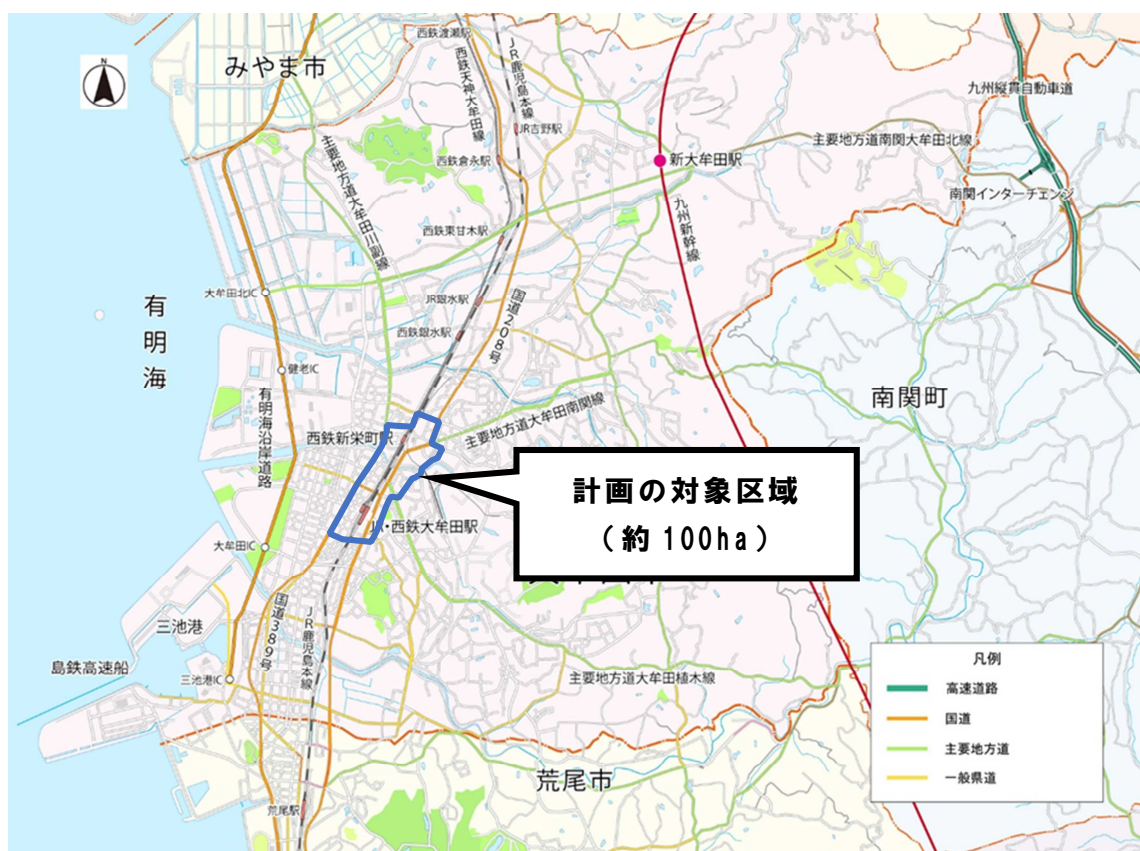 N
みやま市
西鉄渡瀬駅
西鉄天神大牟田線
JR鹿児島本線
JR吉野駅
西鉄倉永駅
主要地方道大牟田川副線
西鉄東甘木駅
新大牟田駅
主要地方道南関大牟田北線
九州縦貫自動車道
南関インターチェンジ
九州新幹線
大牟田北IC
JR銀水駅
西鉄銀水駅
国道208号
有明海
健老IC
有明海沿岸道路
西鉄新栄町駅
主要地方道大牟田南関線
南関町
計画の対象区域
(約100ha)
JR・西鉄大牟田駅
大牟田IC
国道389号
JR鹿児島本線
三池港
島鉄高速船
三池港IC
主要地方道大牟田植木線
荒尾市
荒尾駅
凡例
高速道路
国道
主要地方道
一般県道